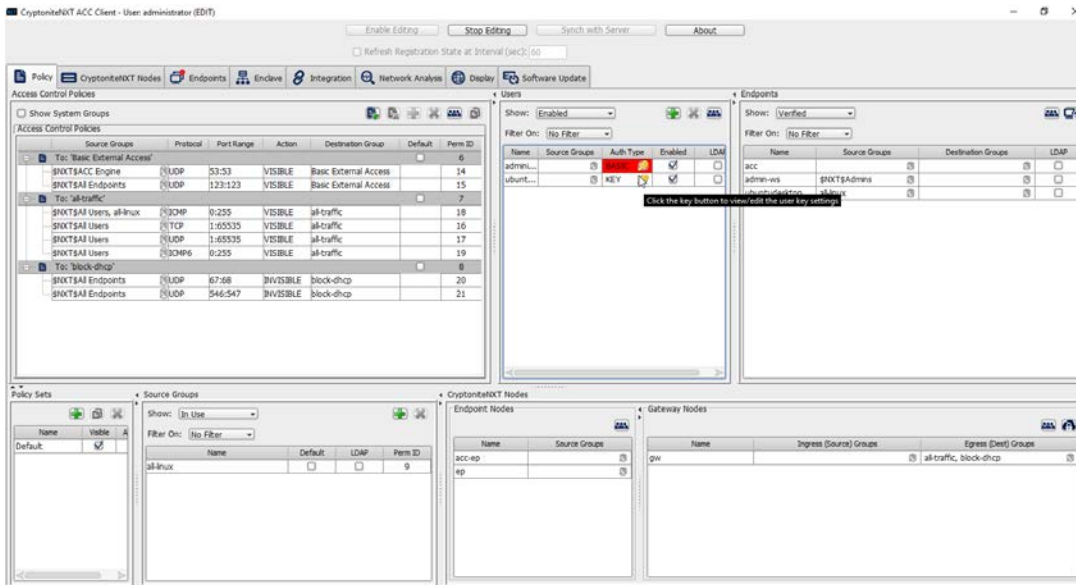 CryptoniteNXT ACC Client - User: administrator (EDIT)
Enable Editing Stop Editing Synch with Server About
Refresh Registration State at Interval (sec): 60
Policy CryptoniteNXT Nodes Endpoints Enclave Integration Network Analysis Display Software Update
Access Control Policies
Show System Groups
Access Control Policies
Source Groups Protocol Port Range Action Destination Group Default Perm ID
To: 'Basic External Access' 6
$NXT$ACC Engine UDP 53:53 VISIBLE Basic External Access 14
$NXT$All Endpoints UDP 123:123 VISIBLE Basic External Access 15
To: 'all-traffic' 7
$NXT$All Users, all-linux ICMP 0:255 VISIBLE all-traffic 18
$NXT$All Users TCP 1:65535 VISIBLE all-traffic 16
$NXT$All Users UDP 1:65535 VISIBLE all-traffic 17
$NXT$All Users ICMP6 0:255 VISIBLE all-traffic 19
To: 'block-dhcp' 8
$NXT$All Endpoints UDP 67:68 INVISIBLE block-dhcp 20
$NXT$All Endpoints UDP 546:547 INVISIBLE block-dhcp 21
Users
Show: Enabled
Filter On: No Filter
Name Source Groups Auth Type Enabled LDAP
admini... BASIC
ubunt... KEY
Click the key button to view/edit the user key settings
Endpoints
Show: Verified
Filter On: No Filter
Name Source Groups Destination Groups LDAP
acc
admin-ws $NXT$Admins
ubuntudesktop all-linux
Policy Sets
Name Visible A
Default
Source Groups
Show: In Use
Filter On: No Filter
Name Default LDAP Perm ID
all-linux 9
CryptoniteNXT Nodes
Endpoint Nodes
Name Source Groups
acc-ep
ep
Gateway Nodes
Name Ingress (Source) Groups Egress (Dest) Groups
gw all-traffic, block-dhcp